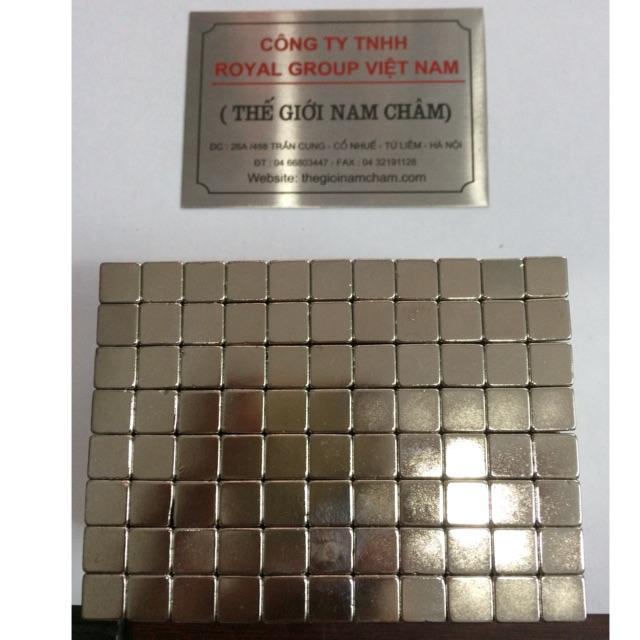 CÔNG TY TNHH
ROYAL GROUP VIỆT NAM
( THẾ GIỚI NAM CHÂM)
ĐC : 26A /488 TRẦN CUNG - CỔ NHUẾ - TỪ LIÊM - HÀ NỘI
ĐT : 04 66803447 - FAX : 04 32191128
Website: thegioinamcham.com